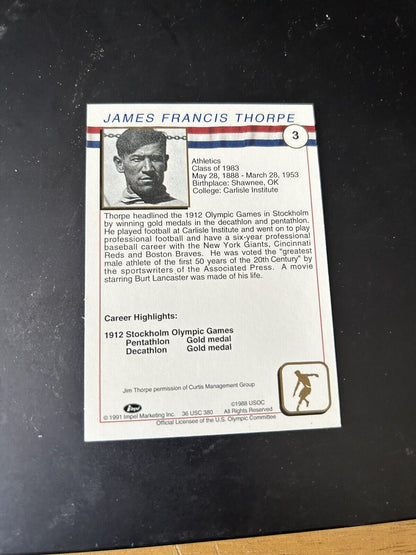 JAMES FRANCIS THORPE
3
Athletics
Class of 1983
May 28, 1888 - March 28, 1953
Birthplace: Shawnee, OK
College: Carlisle Institute
Thorpe headlined the 1912 Olympic Games in Stockholm
by winning gold medals in the decathlon and pentathlon.
He played football at Carlisle Institute and went on to play
professional football and have a six-year professional
baseball career with the New York Giants, Cincinnati
Reds and Boston Braves. He was voted the "greatest
male athlete of the first 50 years of the 20th Century" by
the sportswriters of the Associated Press. A movie
starring Burt Lancaster was made of his life.
Career Highlights:
1912 Stockholm Olympic Games
Pentathlon Gold medal
Decathlon Gold medal
Jim Thorpe permission of Curtis Management Group
Impel
©1988 USOC
© 1991 Impel Marketing Inc. 36 USC 380 All Rights Reserved
Official Licensee of the U.S. Olympic Committee